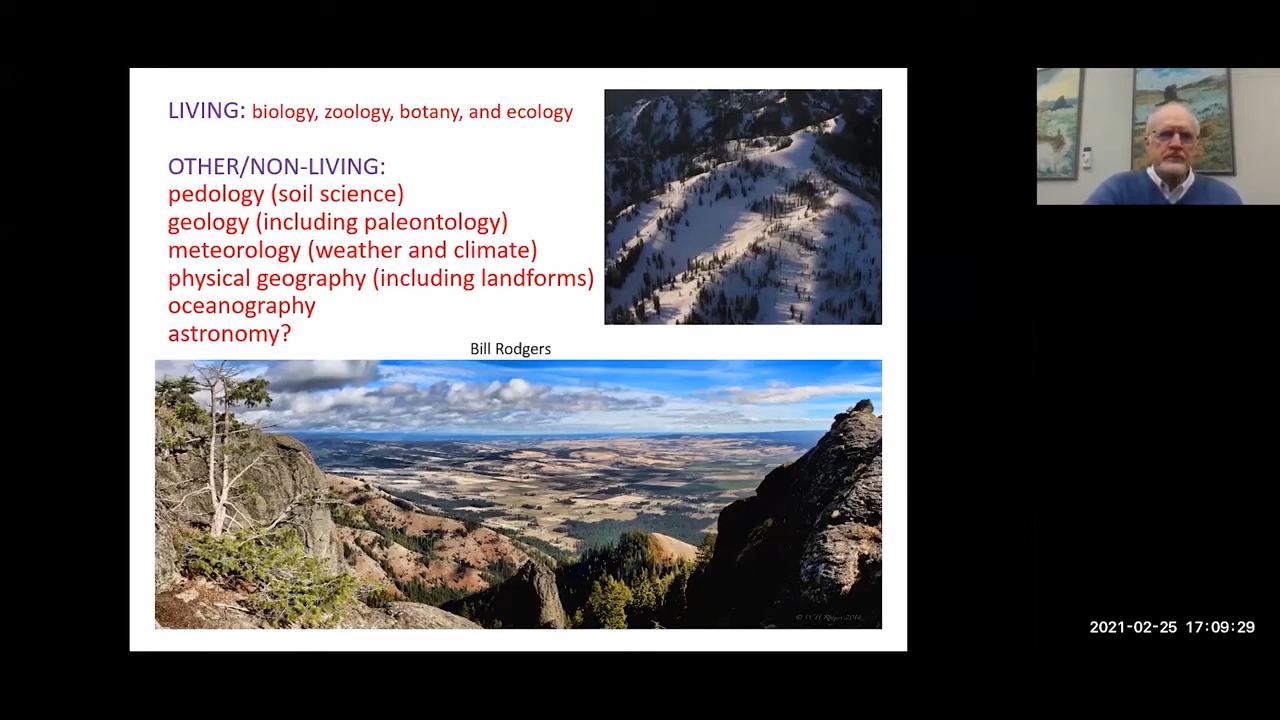 LIVING: biology, zoology, botany, and ecology
OTHER/NON-LIVING:
pedology (soil science)
geology (including paleontology)
meteorology (weather and climate)
physical geography (including landforms)
oceanography
astronomy?
Bill Rodgers
2021-02-25 17:09:29